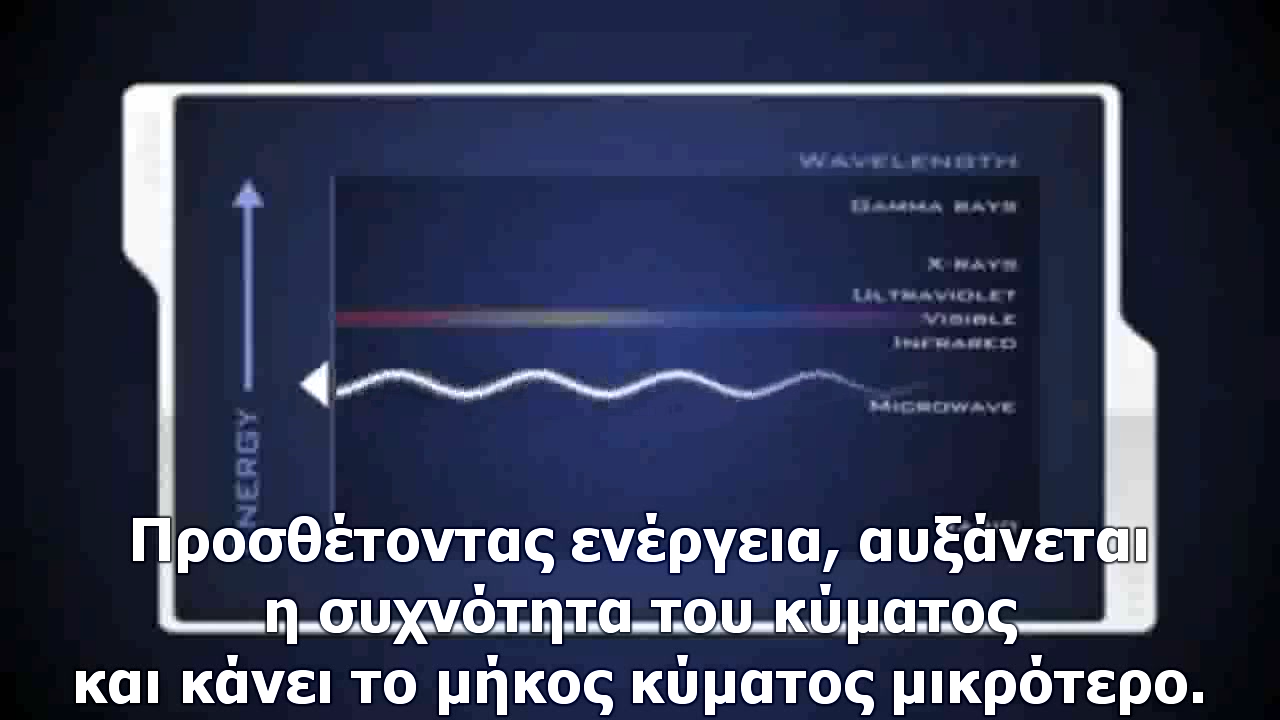 WAVELENGTH
GAMMA RAYS
X-RAYS
ULTRAVIOLET
VISIBLE
INFRARED
MICROWAVE
Προσθέτοντας ενέργεια, αυξάνεται
η συχνότητα του κύματος
και κάνει το μήκος κύματος μικρότερο.